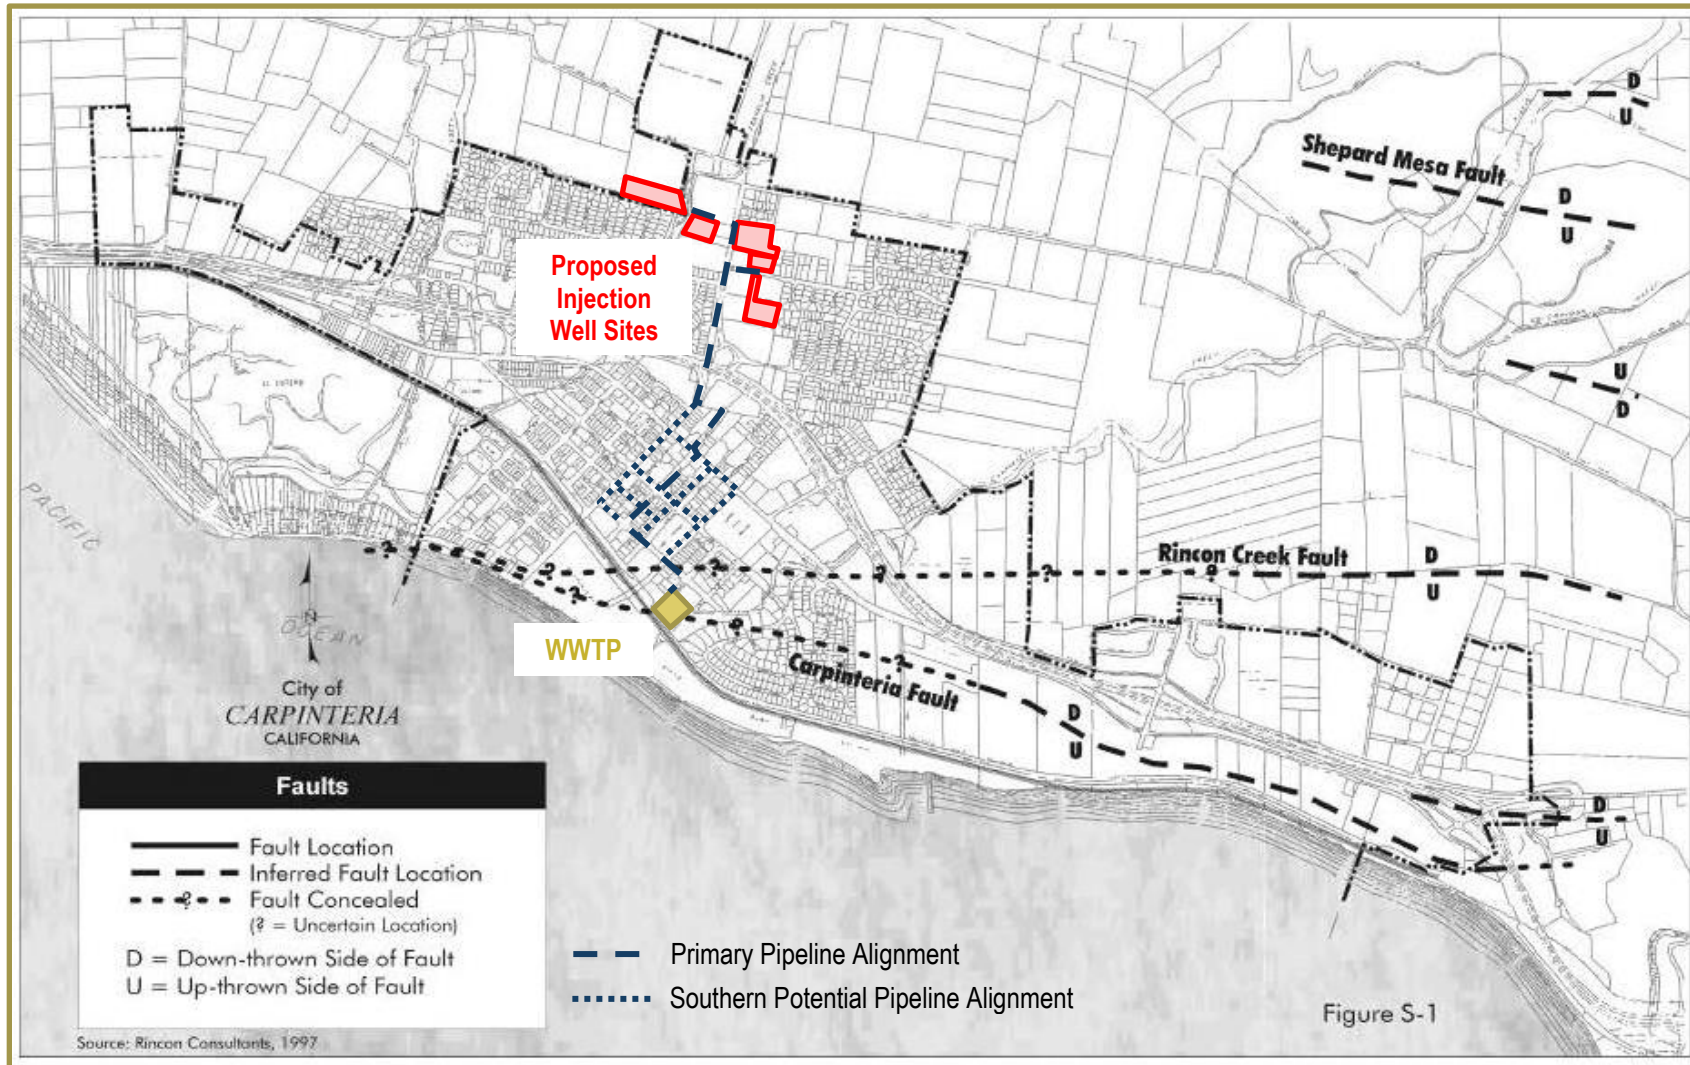 D
U
Shepard Mesa Fault
D
U
Proposed
Injection
Well Sites
U
D
PACIFIC
OCEAN
N
?
?
?
?
?
?
?
Rincon Creek Fault
D
U
?
?
?
WWTP
Carpinteria Fault
D
U
D
U
City of
CARPINTERIA
CALIFORNIA
Faults
Fault Location
Inferred Fault Location
?
Fault Concealed
(? = Uncertain Location)
D = Down-thrown Side of Fault
U = Up-thrown Side of Fault
Primary Pipeline Alignment
Southern Potential Pipeline Alignment
Figure S-1
Source: Rincon Consultants, 1997